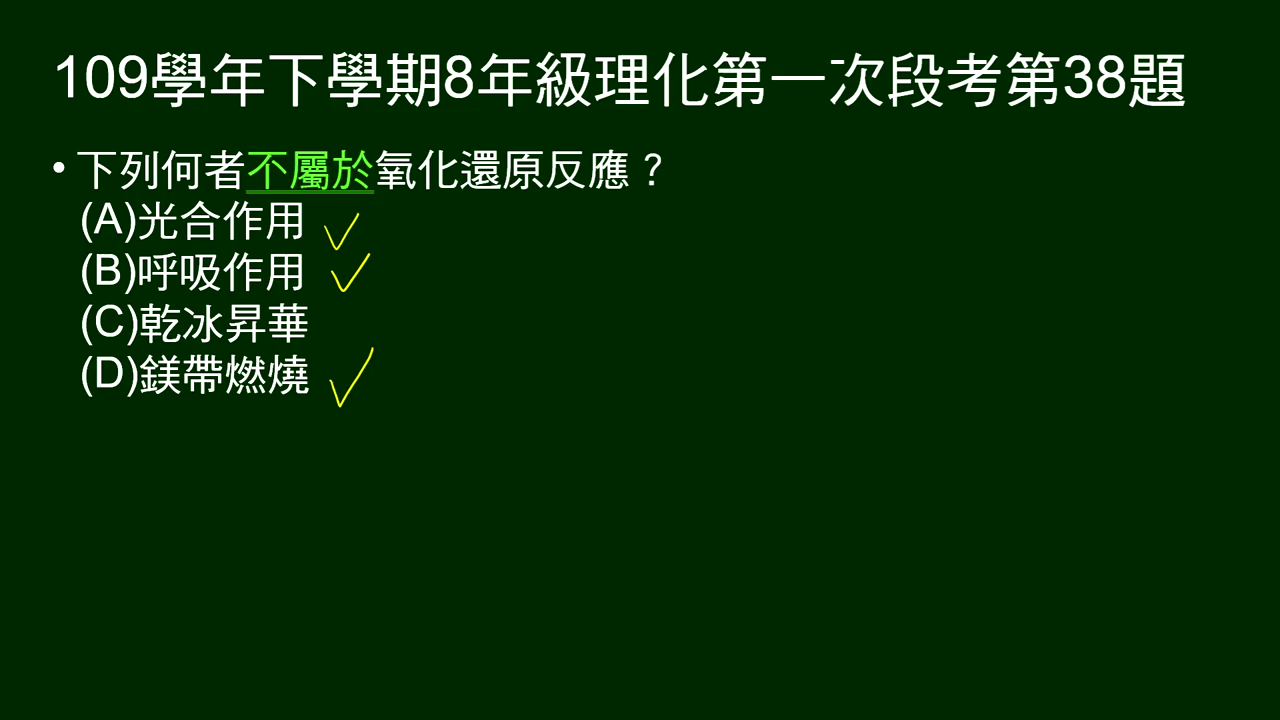 109學年下學期8年級理化第一次段考第38題
•下列何者不屬於氧化還原反應？
(A)光合作用 ✓
(B)呼吸作用 ✓
(C)乾冰昇華
(D)鎂帶燃燒 ✓